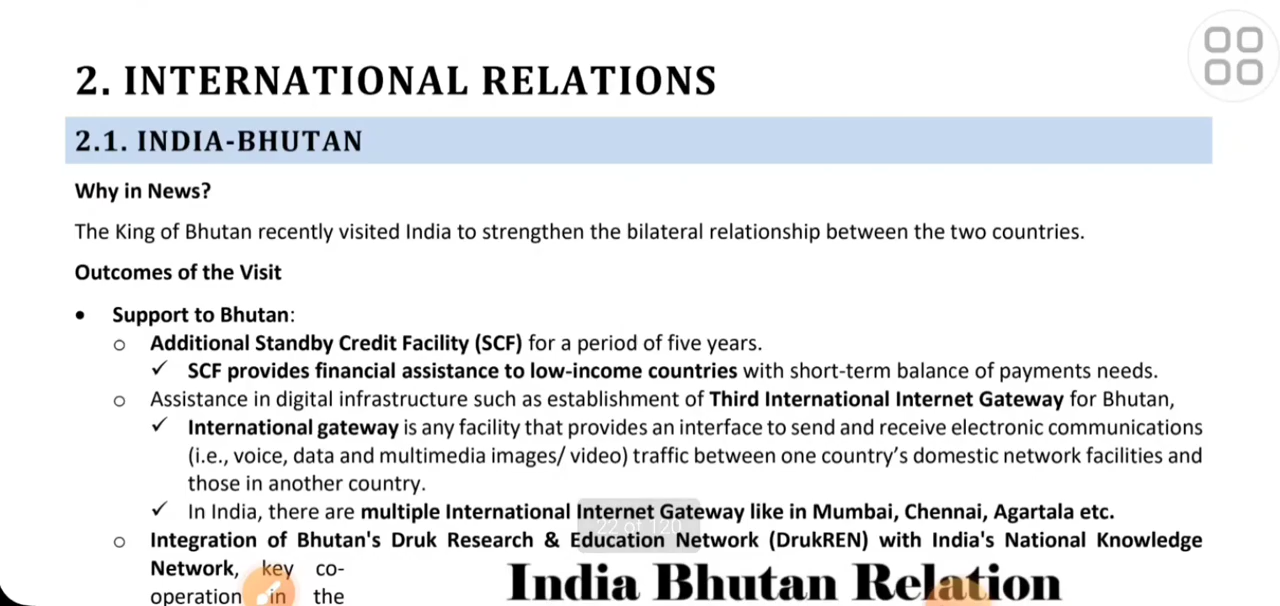 2. INTERNATIONAL RELATIONS
2.1. INDIA-BHUTAN
Why in News?
The King of Bhutan recently visited India to strengthen the bilateral relationship between the two countries.
Outcomes of the Visit
• Support to Bhutan:
o Additional Standby Credit Facility (SCF) for a period of five years.
✓ SCF provides financial assistance to low-income countries with short-term balance of payments needs.
o Assistance in digital infrastructure such as establishment of Third International Internet Gateway for Bhutan,
✓ International gateway is any facility that provides an interface to send and receive electronic communications
(i.e., voice, data and multimedia images/ video) traffic between one country's domestic network facilities and
those in another country.
✓ In India, there are multiple International Internet Gateway like in Mumbai, Chennai, Agartala etc.
22 of 120
o Integration of Bhutan's Druk Research & Education Network (DrukREN) with India's National Knowledge
Network, key co-
operation in the
India Bhutan Relation